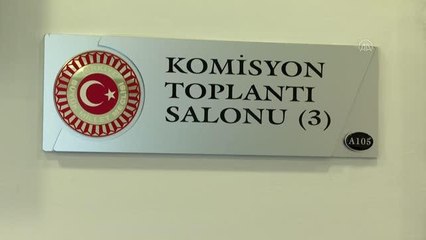 KOMİSYON
TOPLANTI
SALONU (3)
A105